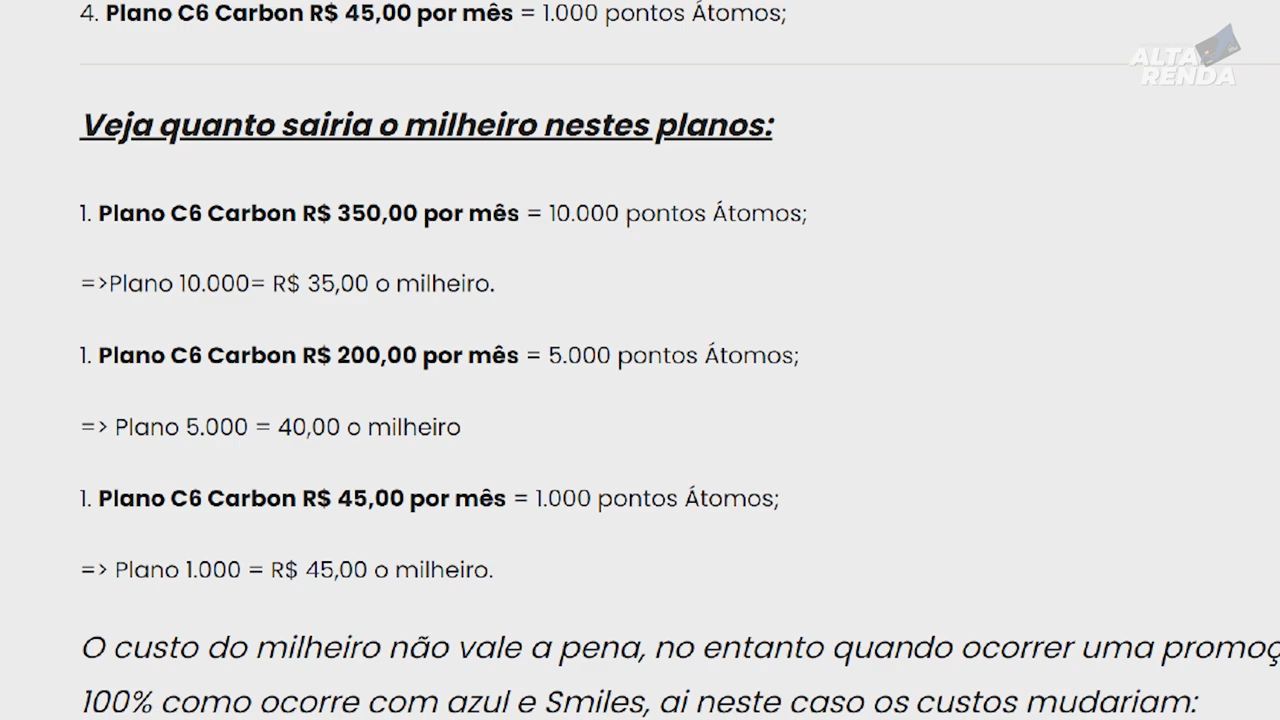 4. Plano C6 Carbon R$ 45,00 por mês = 1.000 pontos Átomos;
ALTA
RENDA
Veja quanto sairia o milheiro nestes planos:
1. Plano C6 Carbon R$ 350,00 por mês = 10.000 pontos Átomos;
=>Plano 10.000= R$ 35,00 o milheiro.
1. Plano C6 Carbon R$ 200,00 por mês = 5.000 pontos Átomos;
=> Plano 5.000 = 40,00 o milheiro
1. Plano C6 Carbon R$ 45,00 por mês = 1.000 pontos Átomos;
=> Plano 1.000 = R$ 45,00 o milheiro.
O custo do milheiro não vale a pena, no entanto quando ocorrer uma promoç
100% como ocorre com azul e Smiles, ai neste caso os custos mudariam: